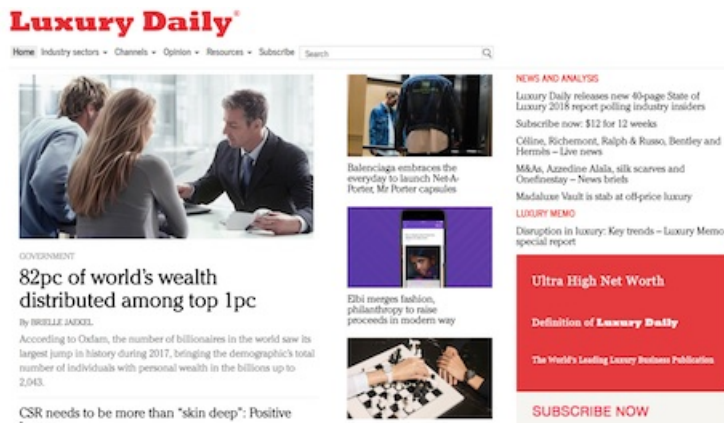 Luxury Daily®
Home Industry sectors Channels Opinion Resources Subscribe Search
GOVERNMENT
82pc of world's wealth
distributed among top 1pc
By BRIELLE JAEKEL
According to Oxfam, the number of billionaires in the world saw its
largest jump in history during 2017, bringing the demographic's total
number of individuals with personal wealth in the billions up to
2,043.
CSR needs to be more than "skin deep": Positive
Balenciaga embraces the
everyday to launch Net-A-
Porter, Mr Porter capsules
Elbi merges fashion,
philanthropy to raise
proceeds in modern way
NEWS AND ANALYSIS
Luxury Daily releases new 40-page State of
Luxury 2018 report polling industry insiders
Subscribe now: $12 for 12 weeks
Céline, Richemont, Ralph & Russo, Bentley and
Hermès – Live news
M&As, Azzedine Alaïa, silk scarves and
Onefinestay – News briefs
Madaluxe Vault is stab at off-price luxury
LUXURY MEMO
Disruption in luxury: Key trends – Luxury Memo
special report
Ultra High Net Worth
Definition of Luxury Daily
The World's Leading Luxury Business Publication
SUBSCRIBE NOW